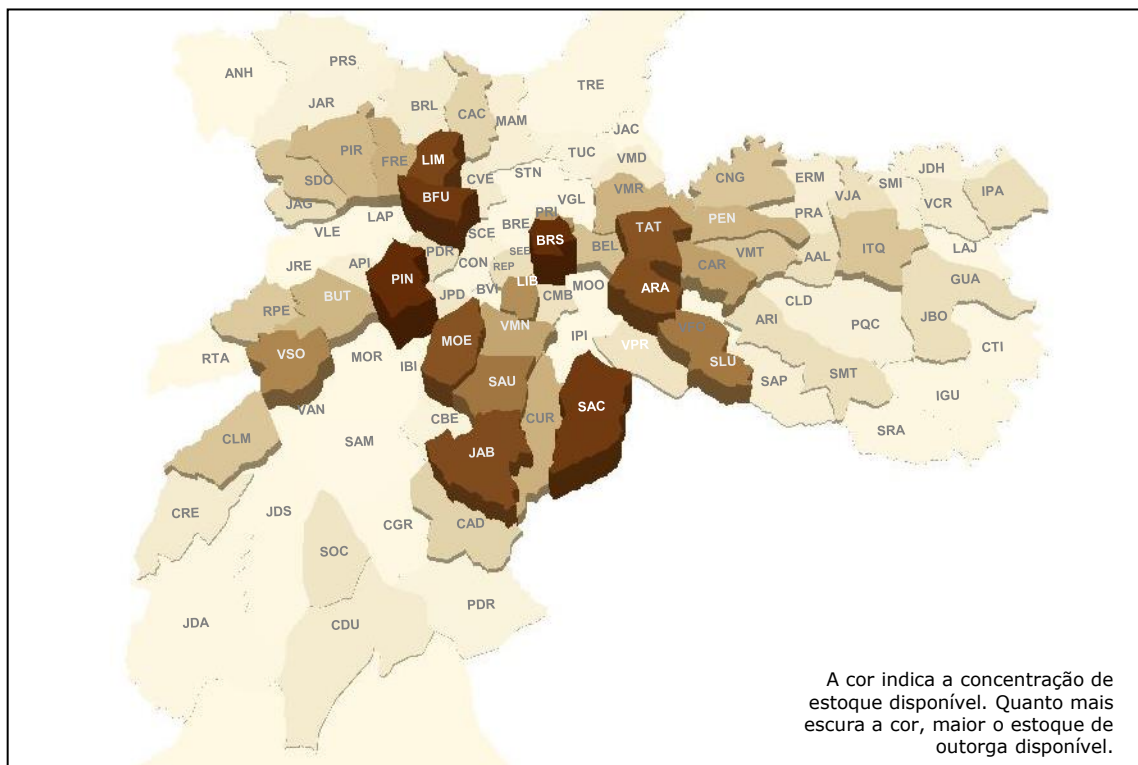 PRS
ANH
TRE
JAR
BRL
CAC
MAM
JAC
TUC
VMD
PIR
FRE
LIM
CVE
STN
SDO
BFU
VGL
VMR
CNG
ERM
JDH
VJA
SMI
IPA
JAG
LAP
PRI
PEN
PRA
VCR
VLE
SCE
BRE
BRS
TAT
PDR
SEB
BEL
CAR
VMT
AAL
ITQ
LAJ
JRE
API
CON
REP
PIN
LIB
MOO
ARA
GUA
BUT
JPD
BVI
CMB
CLD
RPE
VMN
ARI
PQC
JBO
VSO
MOE
IPI
VPR
CTI
RTA
MOR
IBI
SLU
SAU
SAP
SMT
IGU
VAN
CBE
CUR
SAC
CLM
SAM
JAB
SRA
CRE
JDS
CGR
CAD
SOC
PDR
JDA
CDU
A cor indica a concentração de
estoque disponível. Quanto mais
escura a cor, maior o estoque de
outorga disponível.